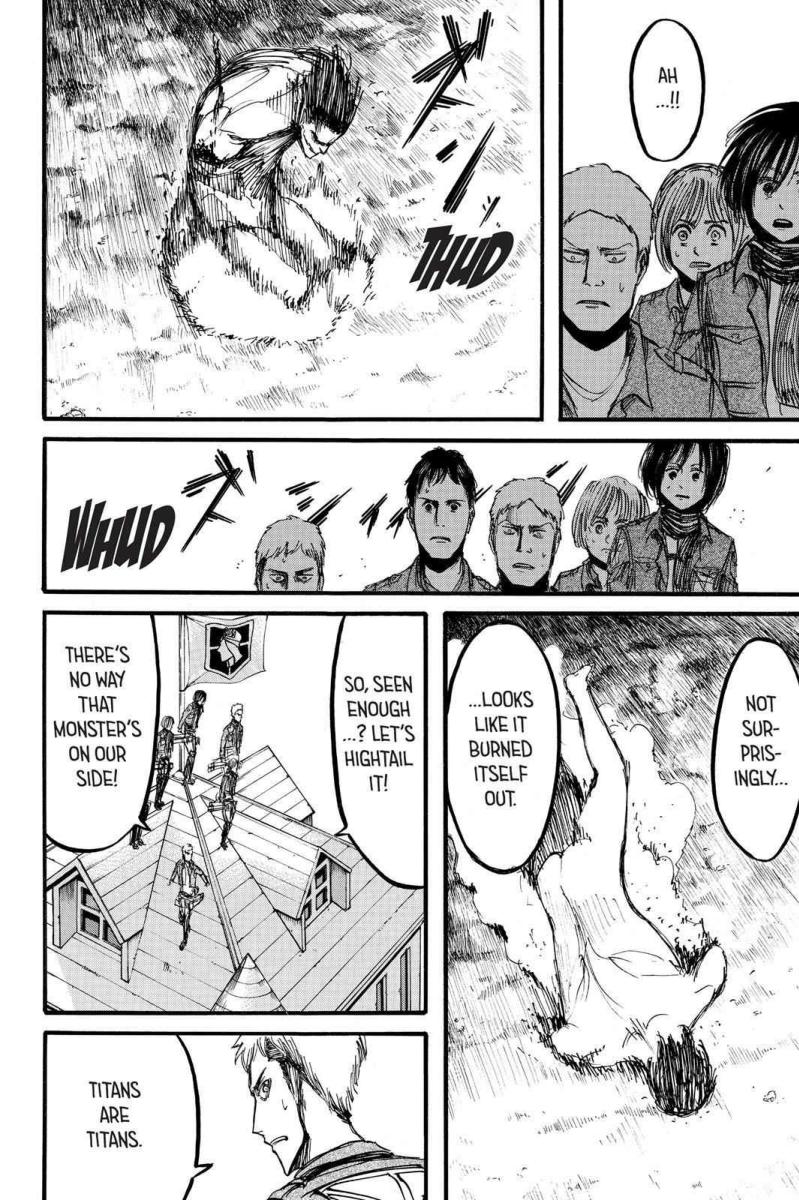 AH
...!!
THUD
WHUD
NOT
SUR-
PRIS-
INGLY...
...LOOKS
LIKE IT
BURNED
ITSELF
OUT.
SO, SEEN
ENOUGH
...? LET'S
HIGHTAIL
IT!
THERE'S
NO WAY
THAT
MONSTER'S
ON OUR
SIDE!
TITANS
ARE
TITANS.